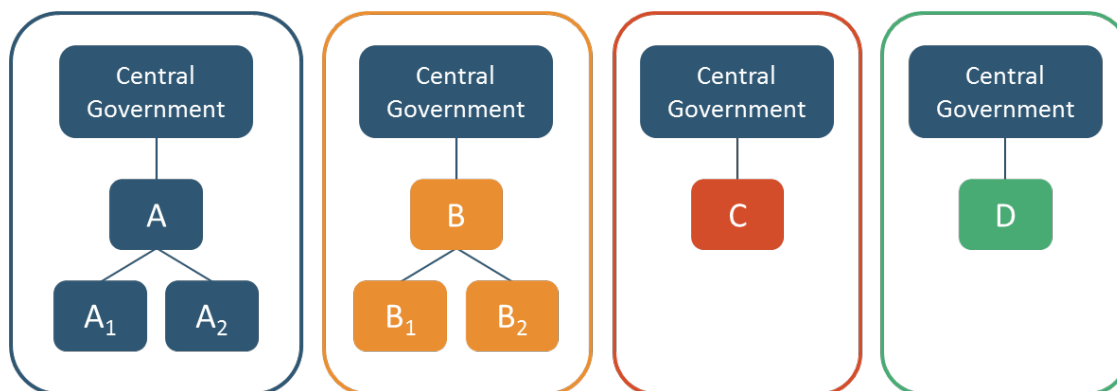 Central
Government
A
A₁ A₂
Central
Government
B
B₁ B₂
Central
Government
C
Central
Government
D